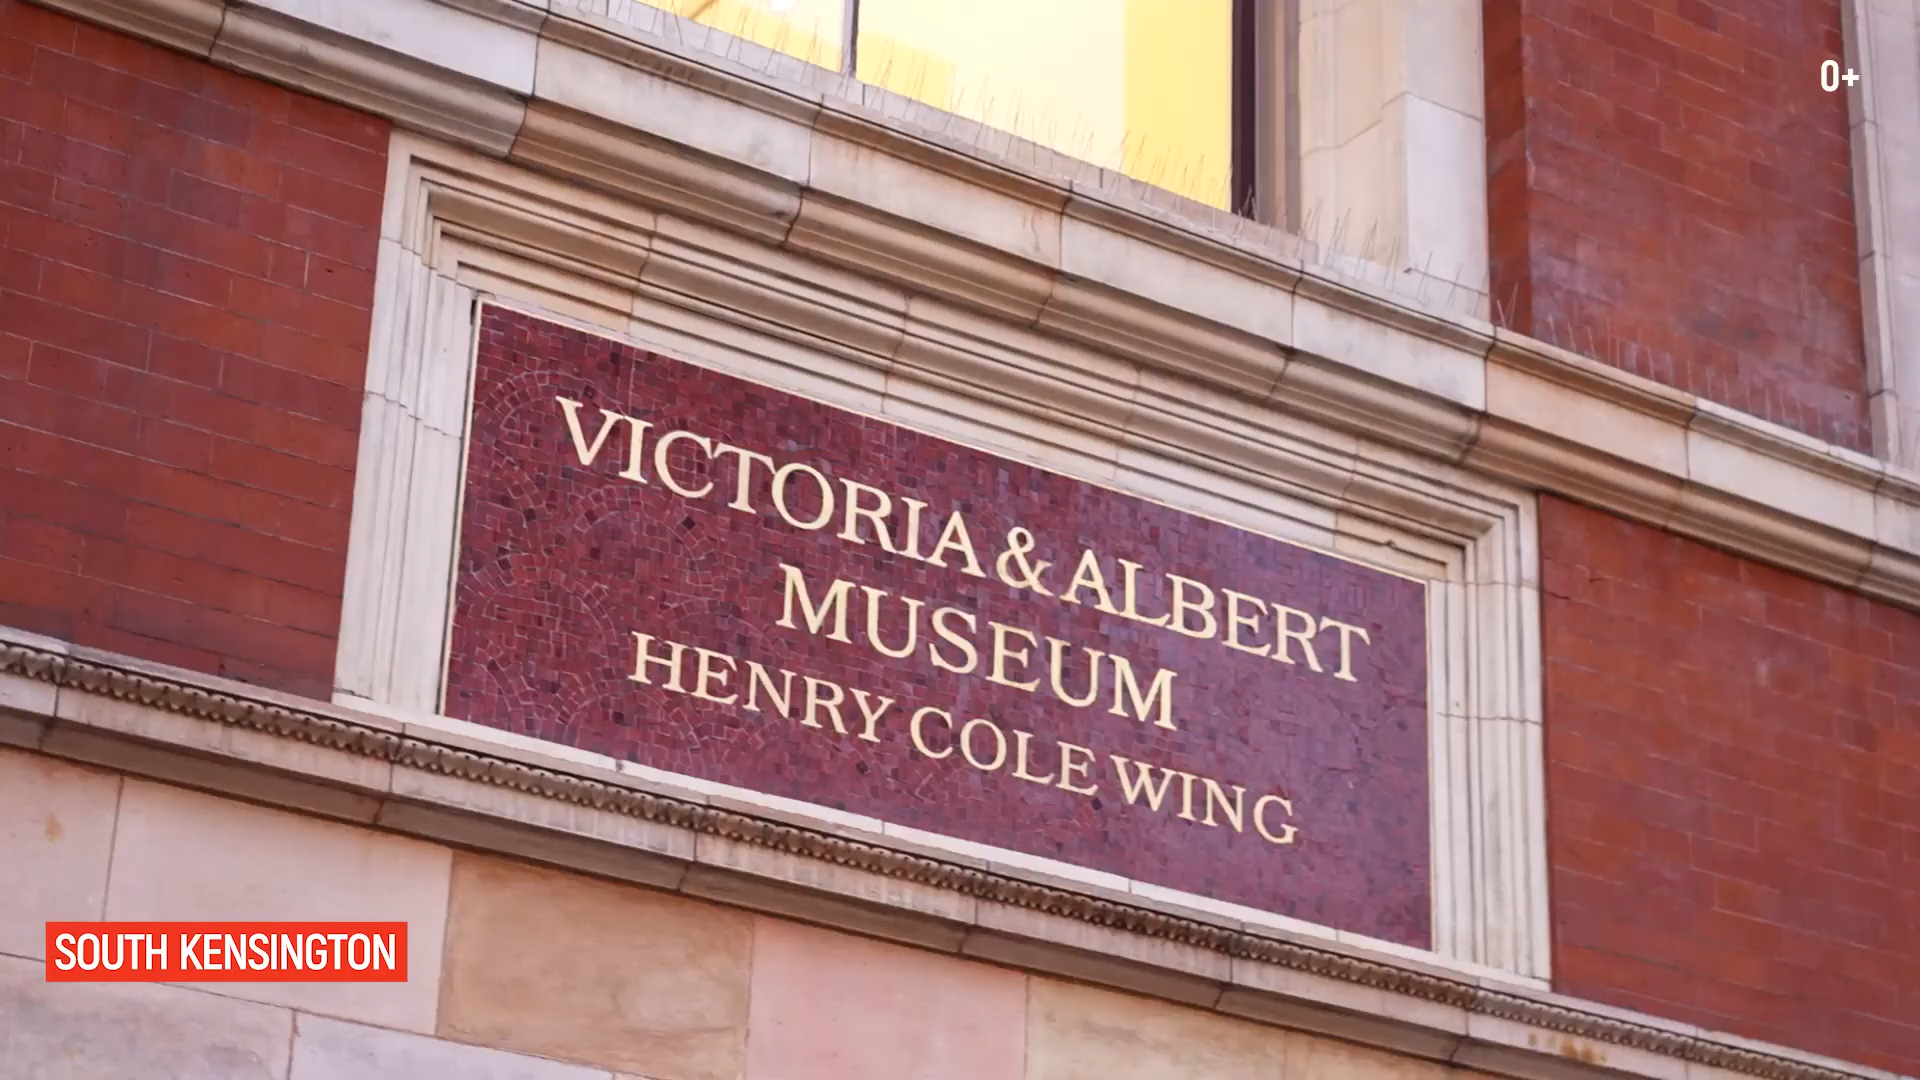 0+
VICTORIA & ALBERT
MUSEUM
HENRY COLE WING
SOUTH KENSINGTON